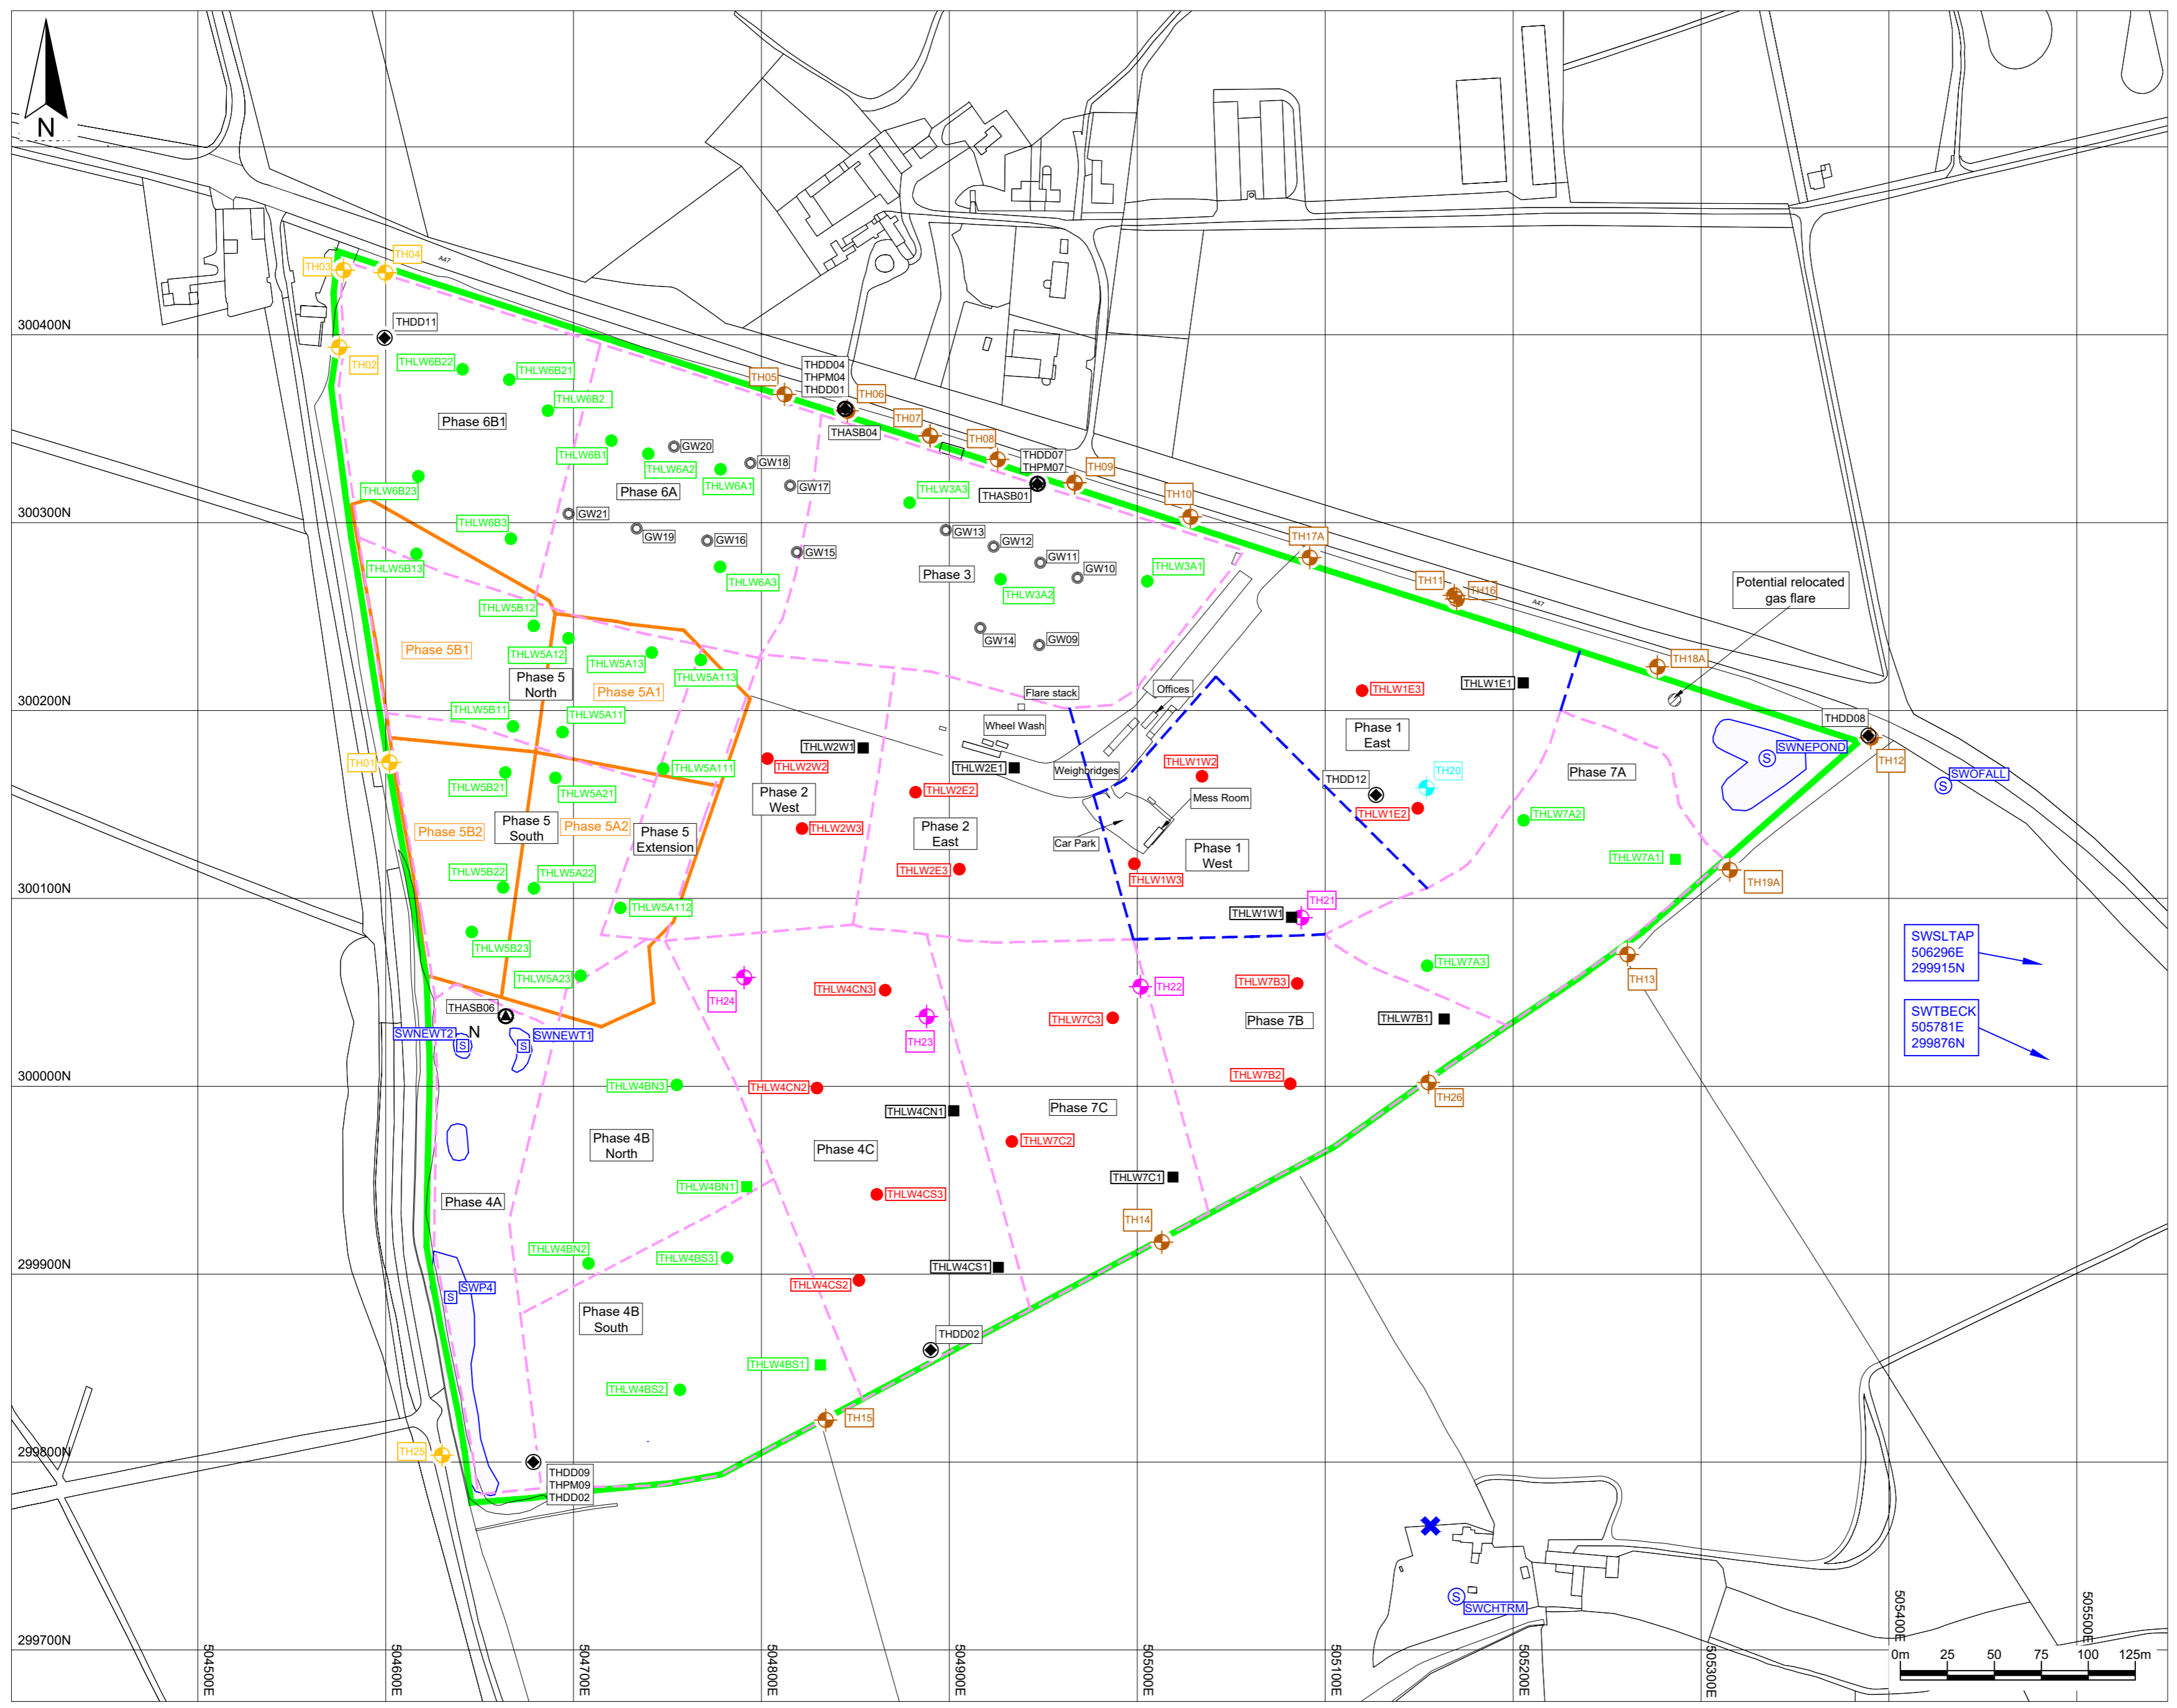 N
A47
TH03
TH04
THDD11
300400N
TH02
THLW6B22
THLW6B21
THLW6B2
Phase 6B1
TH05
THDD04
THPM04
THDD01
TH06
THASB04
TH07
TH08
THDD07
THPM07
THASB01
TH09
TH10
TH17A
THLW6B1
THLW6A2
GW20
GW18
THLW6A1
GW17
Phase 6A
THLW6B23
THLW3A3
GW21
300300N
THLW6B3
GW19
GW16
GW15
GW13
GW12
GW11
GW10
THLW5B13
THLW6A3
Phase 3
THLW3A2
THLW3A1
TH11
TH16
A47
Potential relocated
gas flare
THLW5B12
THLW5A12
THLW5A13
THLW5A113
GW14
GW09
Phase 5B1
Phase 5
North
Phase 5A1
TH18A
300200N
THLW5B11
THLW5A11
Flare stack
Offices
THLW1E3
THLW1E1
Wheel Wash
Phase 1
East
THDD08
TH01
THLW5A111
THLW2W1
THLW2W2
THLW2E1
Weighbridges
THLW1W2
THDD12
TH20
Phase 7A
SWNEPOND
TH12
SWOFALL
THLW5B21
THLW5A21
Phase 2
West
THLW2E2
Mess Room
THLW1E2
THLW7A2
Phase 5B2
Phase 5
South
Phase 5A2
Phase 5
Extension
THLW2W3
Phase 2
East
Car Park
Phase 1
West
THLW7A1
THLW5B22
THLW5A22
THLW2E3
THLW1W3
TH19A
300100N
THLW5A112
THLW1W1
TH21
THLW5B23
SWSLTAP
506296E
299915N
THLW5A23
TH24
THLW4CN3
TH22
THLW7B3
THLW7A3
TH13
THASB06
SWNEWT2
N
SWNEWT1
TH23
THLW7C3
Phase 7B
THLW7B1
SWTBECK
505781E
299876N
300000N
THLW4BN3
THLW4CN2
THLW7B2
TH26
THLW4CN1
Phase 7C
Phase 4B
North
Phase 4C
THLW7C2
THLW4BN1
THLW4CS3
THLW7C1
Phase 4A
TH14
THLW4BN2
THLW4BS3
299900N
THLW4CS2
THLW4CS1
SWP4
Phase 4B
South
THDD02
THLW4BS1
THLW4BS2
TH15
TH25
299800N
THDD09
THPM09
THDD02
S
S
S
S
S
S
SWCHTRM
299700N
504500E
504600E
504700E
504800E
504900E
505000E
505100E
505200E
505300E
505400E
505500E
0m 25 50 75 100 125m